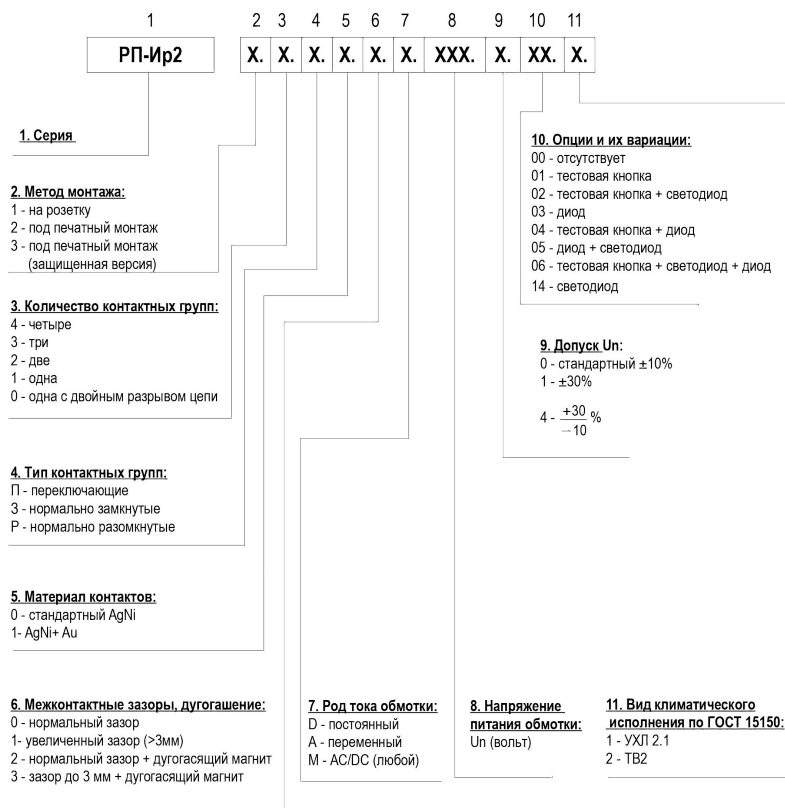 1 2 3 4 5 6 7 8 9 10 11
РП-Ир2 X. X. X. X. X. X. XXX. X. XX. X.
1. Серия
2. Метод монтажа:
1 - на розетку
2 - под печатный монтаж
3 - под печатный монтаж
(защищенная версия)
3. Количество контактных групп:
4 - четыре
3 - три
2 - две
1 - одна
0 - одна с двойным разрывом цепи
4. Тип контактных групп:
П - переключающие
З - нормально замкнутые
Р - нормально разомкнутые
5. Материал контактов:
0 - стандартный AgNi
1- AgNi+ Au
6. Межконтактные зазоры, дугогашение:
0 - нормальный зазор
1- увеличенный зазор (>3мм)
2 - нормальный зазор + дугогасящий магнит
3 - зазор до 3 мм + дугогасящий магнит
7. Род тока обмотки:
D - постоянный
А - переменный
М - AC/DC (любой)
8. Напряжение
питания обмотки:
Un (вольт)
9. Допуск Un:
0 - стандартный ±10%
1 - ±30%
4 - +30/−10 %
10. Опции и их вариации:
00 - отсутствует
01 - тестовая кнопка
02 - тестовая кнопка + светодиод
03 - диод
04 - тестовая кнопка + диод
05 - диод + светодиод
06 - тестовая кнопка + светодиод + диод
14 - светодиод
11. Вид климатического
исполнения по ГОСТ 15150:
1 - УХЛ 2.1
2 - ТВ2